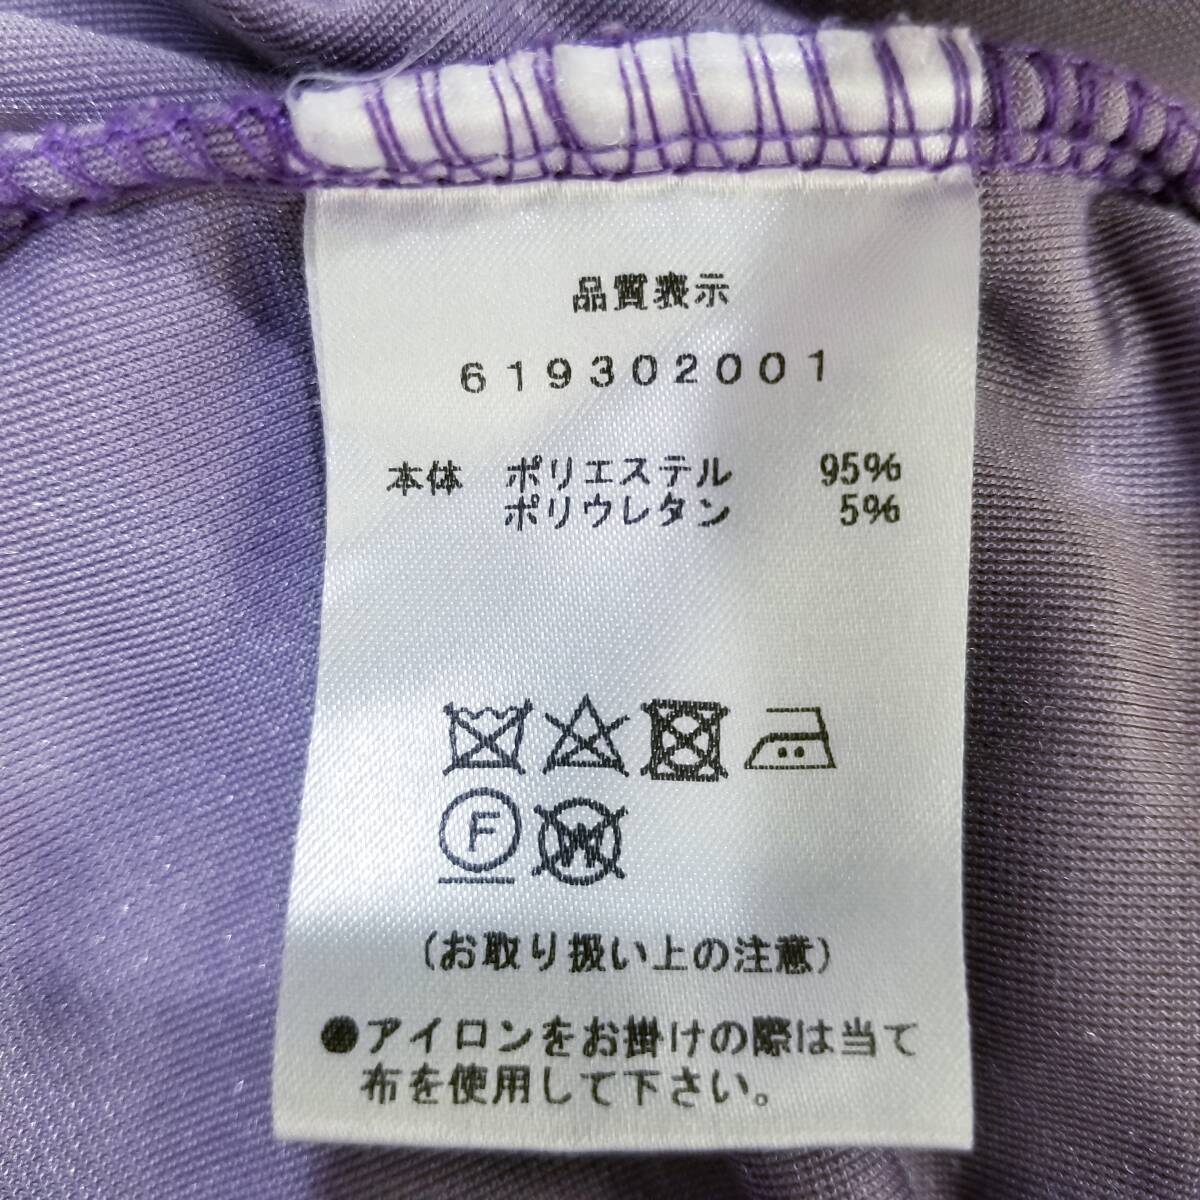 品質表示
619302001
本体 ポリエステル 95%
ポリウレタン 5%
F W
(お取り扱い上の注意)
●アイロンをお掛けの際は当て
布を使用して下さい。